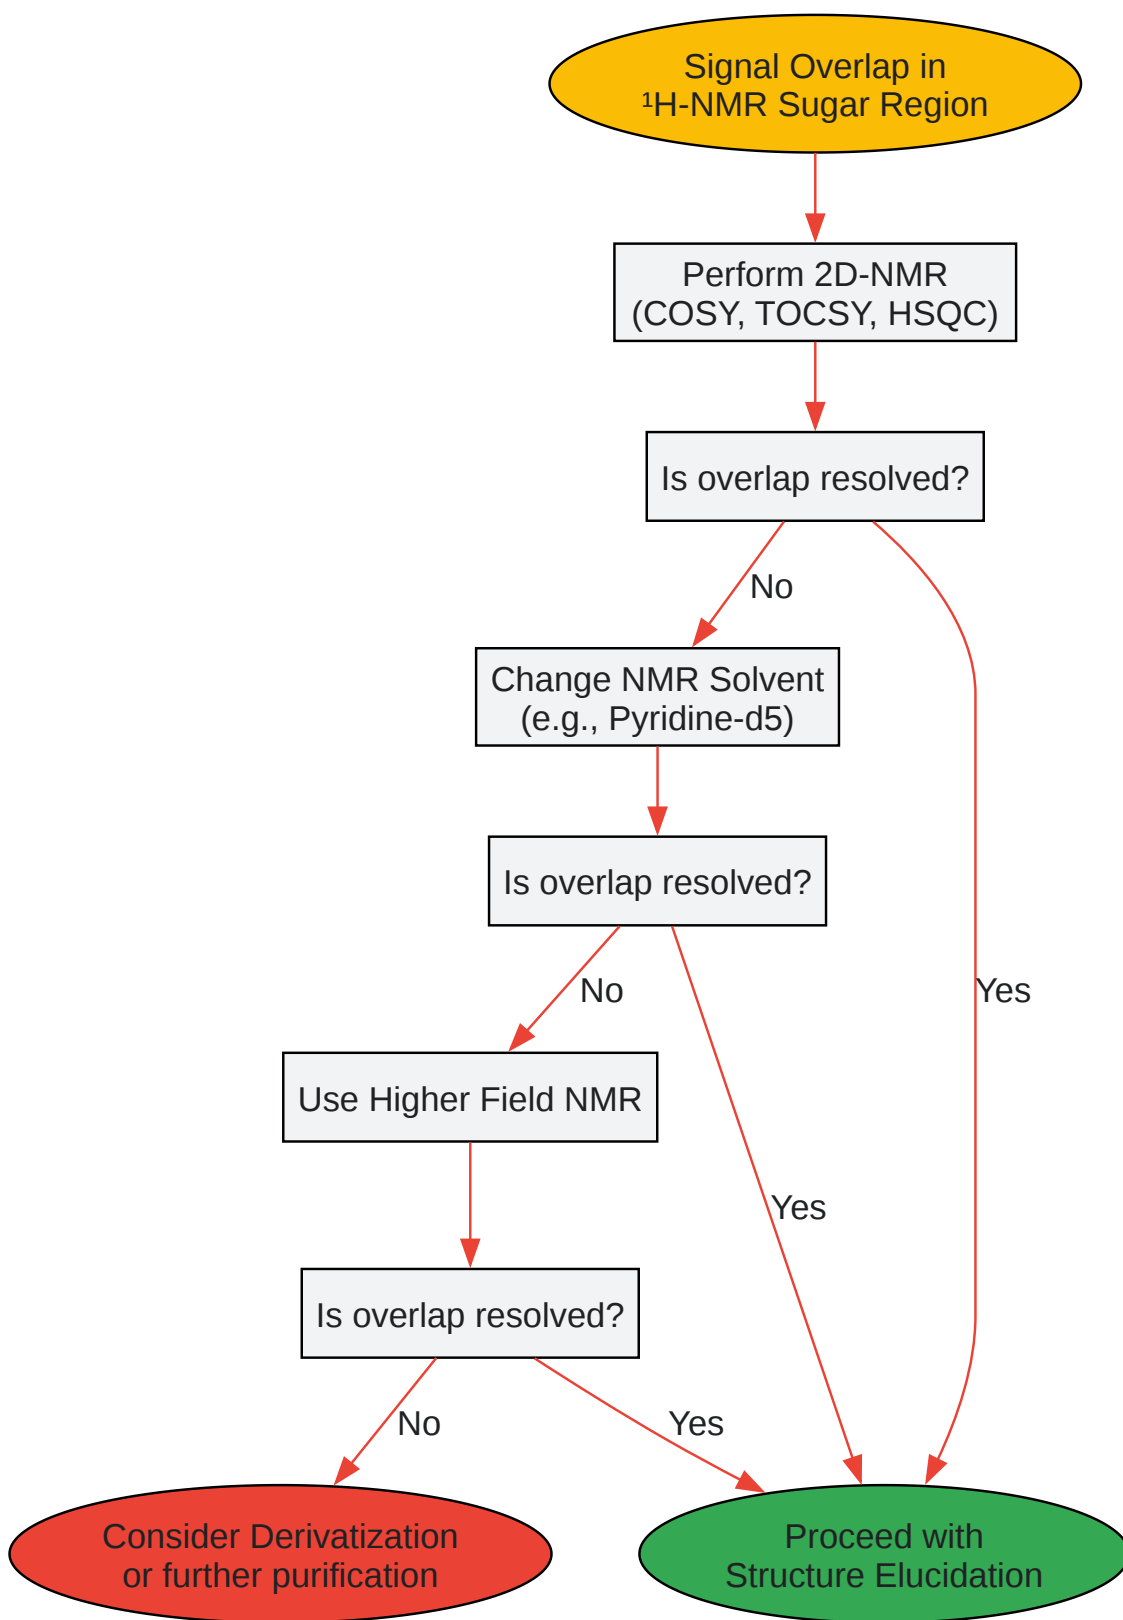 Signal Overlap in
¹H-NMR Sugar Region
Perform 2D-NMR
(COSY, TOCSY, HSQC)
Is overlap resolved?
No
Change NMR Solvent
(e.g., Pyridine-d5)
Is overlap resolved?
No
Yes
Use Higher Field NMR
Yes
Is overlap resolved?
No
Yes
Consider Derivatization
or further purification
Proceed with
Structure Elucidation